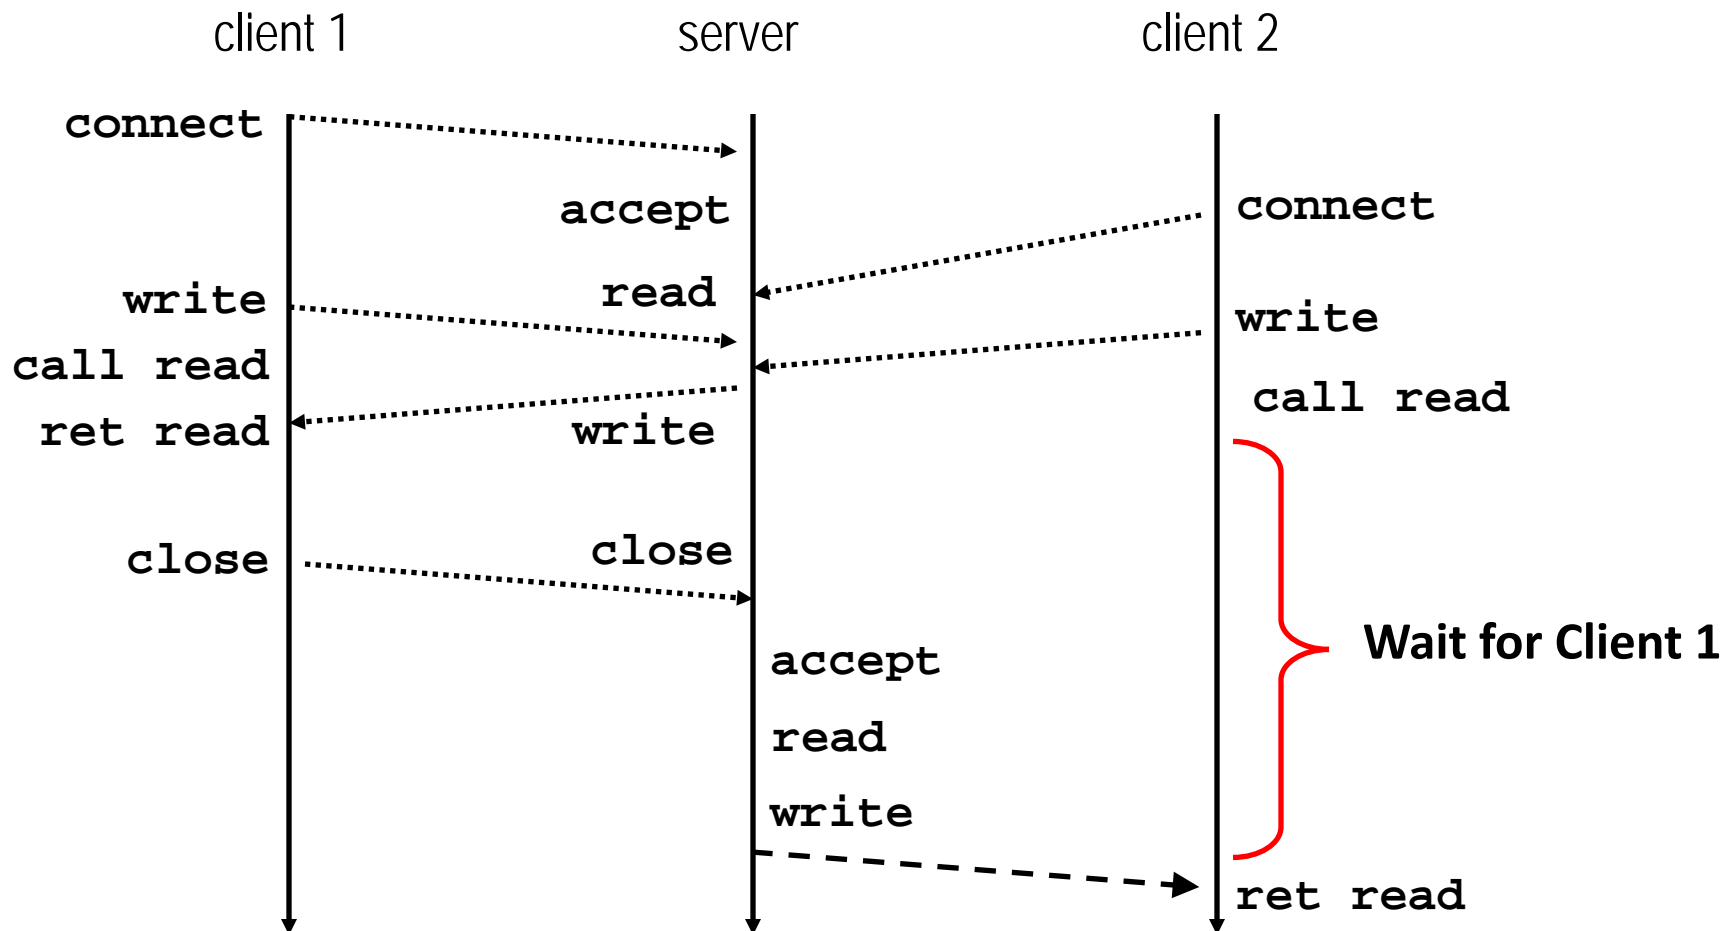 client 1
server
client 2
connect
accept
connect
write
read
write
call read
call read
ret read
write
close
close
Wait for Client 1
accept
read
write
ret read